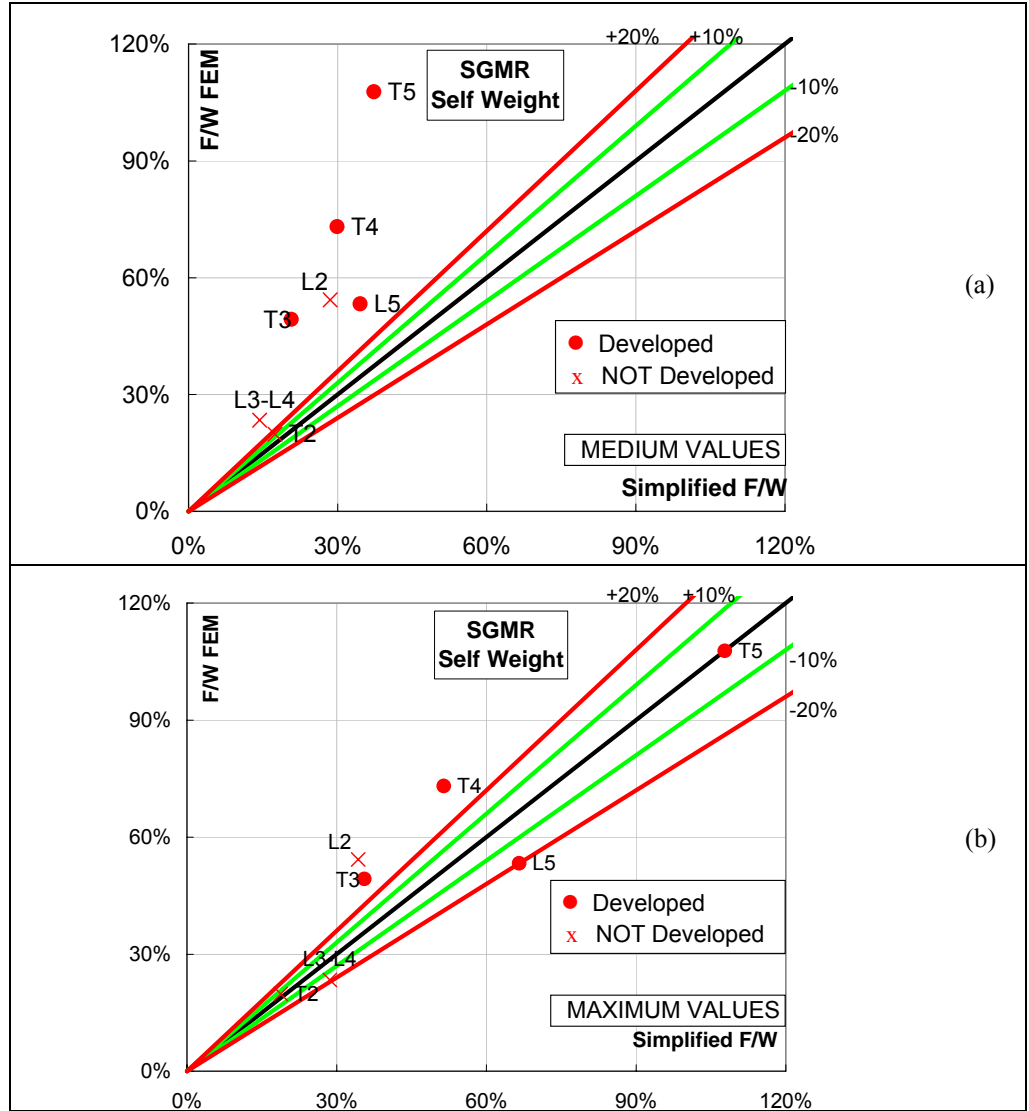 120%
+20%
+10%
F/W FEM
SGMR
Self Weight
T5
-10%
90%
-20%
T4
60%
L2
L5
T3
(a)
Developed
x NOT Developed
30%
L3-L4
T2
MEDIUM VALUES
Simplified F/W
0%
0%
30%
60%
90%
120%
120%
+20%
+10%
F/W FEM
SGMR
Self Weight
T5
-10%
90%
-20%
T4
60%
L2
T3
L5
(b)
Developed
x NOT Developed
30%
L3-L4
T2
MAXIMUM VALUES
Simplified F/W
0%
0%
30%
60%
90%
120%